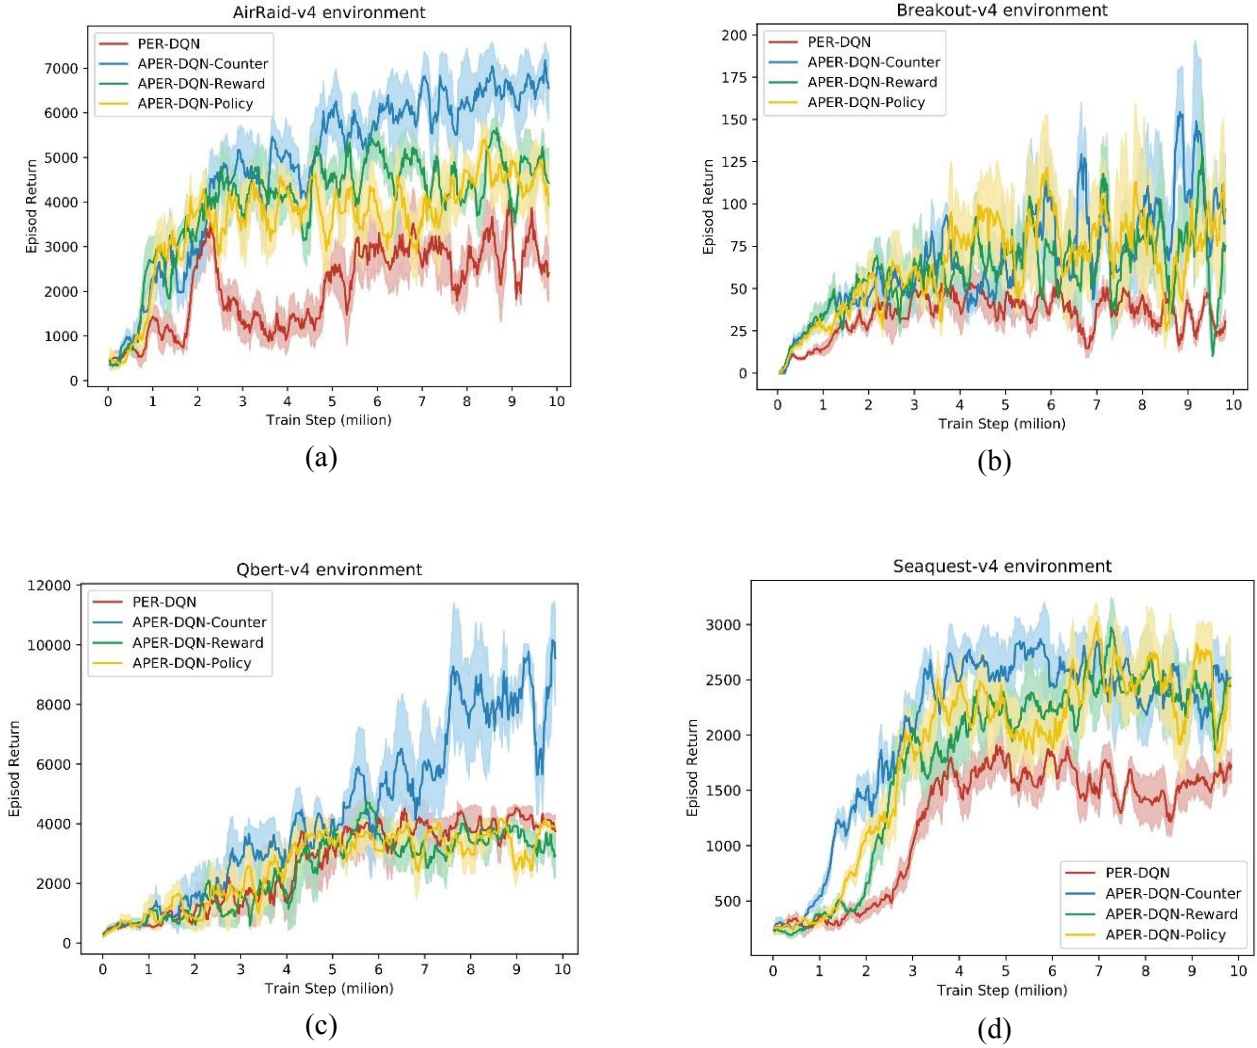 AirRaid-v4 environment
PER-DQN
APER-DQN-Counter
APER-DQN-Reward
APER-DQN-Policy
7000
6000
5000
4000
3000
2000
1000
0
Episod Return
0 1 2 3 4 5 6 7 8 9 10
Train Step (milion)
(a)
Breakout-v4 environment
PER-DQN
APER-DQN-Counter
APER-DQN-Reward
APER-DQN-Policy
200
175
150
125
100
75
50
25
0
Episod Return
0 1 2 3 4 5 6 7 8 9 10
Train Step (milion)
(b)
Qbert-v4 environment
PER-DQN
APER-DQN-Counter
APER-DQN-Reward
APER-DQN-Policy
12000
10000
8000
6000
4000
2000
0
Episod Return
0 1 2 3 4 5 6 7 8 9 10
Train Step (milion)
(c)
Seaquest-v4 environment
3000
2500
2000
1500
1000
500
Episod Return
PER-DQN
APER-DQN-Counter
APER-DQN-Reward
APER-DQN-Policy
0 1 2 3 4 5 6 7 8 9 10
Train Step (milion)
(d)